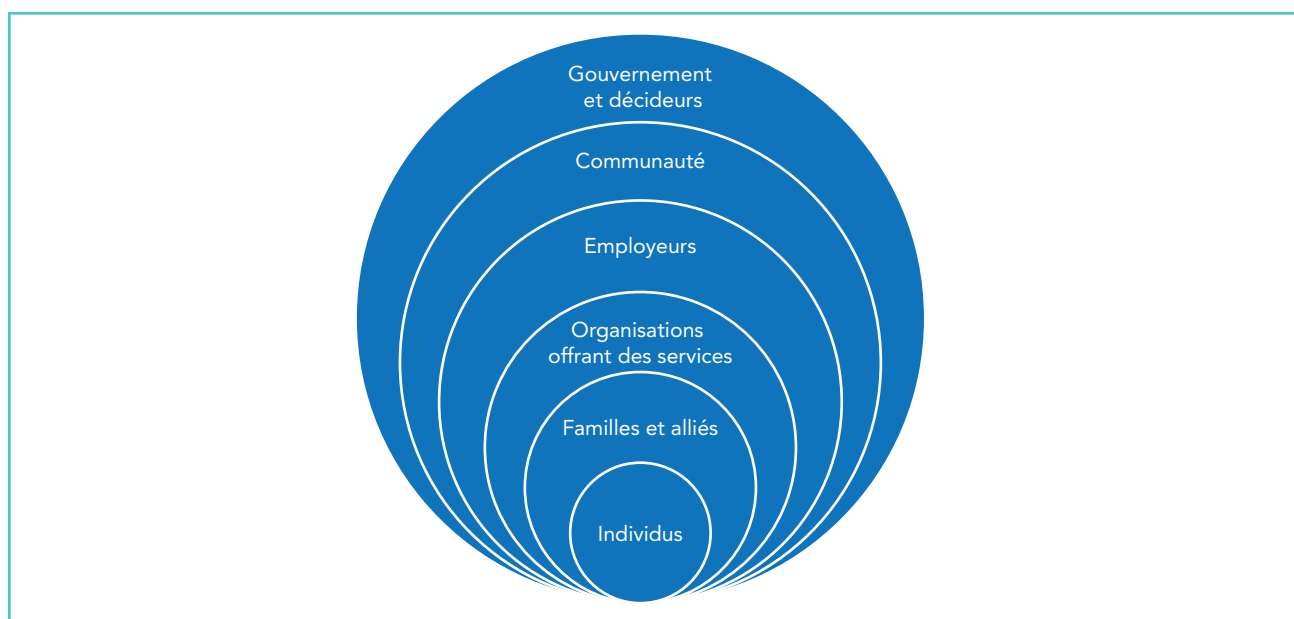 Gouvernement
et décideurs
Communauté
Employeurs
Organisations
offrant des services
Familles et alliés
Individus